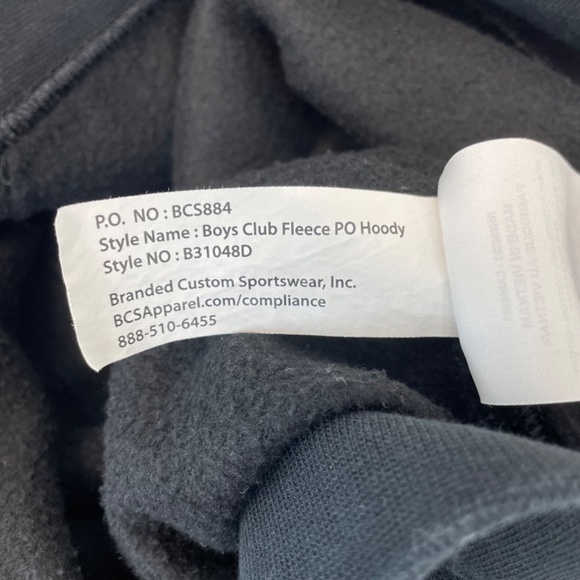 P.O. NO : BCS884
Style Name : Boys Club Fleece PO Hoody
Style NO : B31048D
Branded Custom Sportswear, Inc.
BCSApparel.com/compliance
888-510-6455